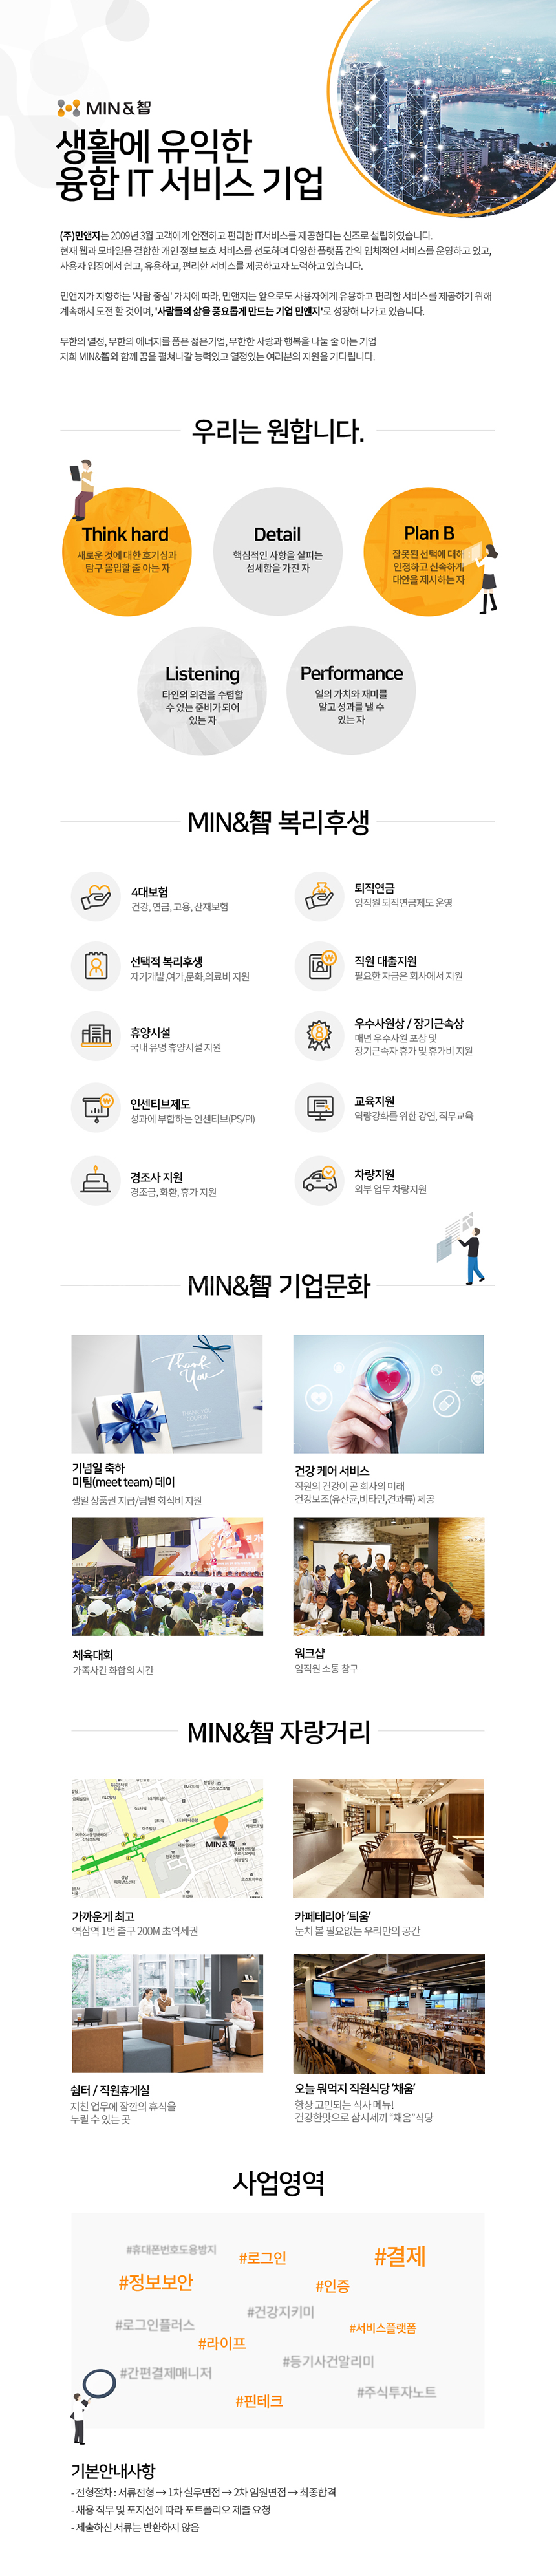 MIN&智
생활에 유익한
융합 IT 서비스 기업
(주)민앤지는 2009년 3월 고객에게 안전하고 편리한 IT서비스를 제공한다는 신조로 설립하였습니다.
현재 웹과 모바일을 결합한 개인 정보 보호 서비스를 선도하며 다양한 플랫폼 간의 입체적인 서비스를 운영하고 있고,
사용자 입장에서 쉽고, 유용하고, 편리한 서비스를 제공하고자 노력하고 있습니다.
민앤지가 지향하는 '사람 중심' 가치에 따라, 민앤지는 앞으로도 사용자에게 유용하고 편리한 서비스를 제공하기 위해
계속해서 도전 할 것이며, '사람들의 삶을 풍요롭게 만드는 기업 민앤지'로 성장해 나가고 있습니다.
무한의 열정, 무한의 에너지를 품은 젊은기업, 무한한 사랑과 행복을 나눌 줄 아는 기업
저희 MIN&智와 함께 꿈을 펼쳐나갈 능력있고 열정있는 여러분의 지원을 기다립니다.
우리는 원합니다.
Think hard
새로운 것에 대한 호기심과
탐구 몰입할 줄 아는 자
Detail
핵심적인 사항을 살피는
섬세함을 가진 자
Plan B
잘못된 선택에 대해
인정하고 신속하게
대안을 제시하는 자
Listening
타인의 의견을 수렴할
수 있는 준비가 되어
있는 자
Performance
일의 가치와 재미를
알고 성과를 낼 수
있는 자
MIN&智 복리후생
4대보험
건강, 연금, 고용, 산재보험
퇴직연금
임직원 퇴직연금제도 운영
선택적 복리후생
자기개발,여가,문화,의료비 지원
직원 대출지원
필요한 자금은 회사에서 지원
휴양시설
국내 유명 휴양시설 지원
우수사원상 / 장기근속상
매년 우수사원 포상 및
장기근속자 휴가 및 휴가비 지원
인센티브제도
성과에 부합하는 인센티브(PS/PI)
교육지원
역량강화를 위한 강연, 직무교육
경조사 지원
경조금, 화환, 휴가 지원
차량지원
외부 업무 차량지원
MIN&智 기업문화
Thank
You
기념일 축하
미팀(meet team) 데이
생일 상품권 지급/팀별 회식비 지원
건강 케어 서비스
직원의 건강이 곧 회사의 미래
건강보조(유산균,비타민,견과류) 제공
체육대회
가족사간 화합의 시간
워크샵
임직원 소통 창구
MIN&智 자랑거리
MIN&智
가까운게 최고
역삼역 1번 출구 200M 초역세권
카페테리아 '틔움'
눈치 볼 필요없는 우리만의 공간
쉼터 / 직원휴게실
지친 업무에 잠깐의 휴식을
누릴 수 있는 곳
오늘 뭐먹지 직원식당 '채움'
항상 고민되는 식사 메뉴!
건강한맛으로 삼시세끼 "채움"식당
사업영역
#휴대폰번호도용방지
#로그인
#결제
#정보보안
#인증
#건강지키미
#로그인플러스
#서비스플랫폼
#라이프
#등기사건알리미
#간편결제매니저
#주식투자노트
#핀테크
기본안내사항
- 전형절차 : 서류전형 → 1차 실무면접 → 2차 임원면접 → 최종합격
- 채용 직무 및 포지션에 따라 포트폴리오 제출 요청
- 제출하신 서류는 반환하지 않음